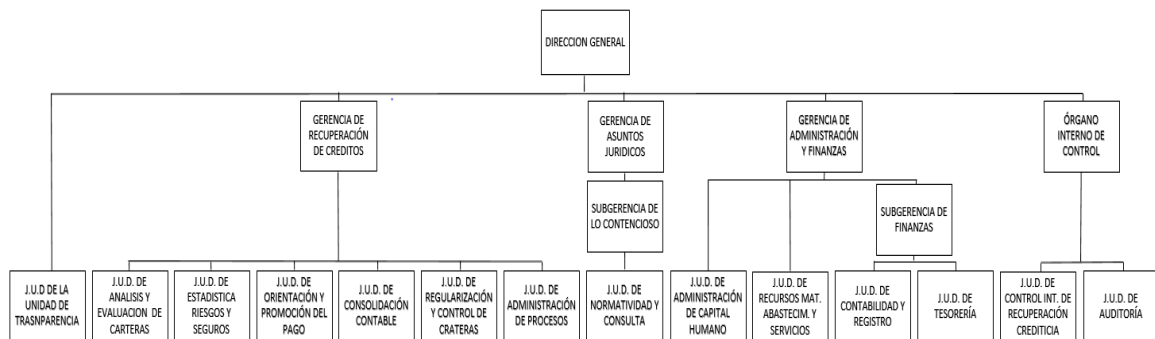 DIRECCION GENERAL
GERENCIA DE
RECUPERACIÓN
DE CREDITOS
GERENCIA DE
ASUNTOS
JURIDICOS
GERENCIA DE
ADMINISTRACIÓN
Y FINANZAS
ÓRGANO
INTERNO DE
CONTROL
SUBGERENCIA DE
LO CONTENCIOSO
SUBGERENCIA DE
FINANZAS
J.U.D DE LA
UNIDAD DE
TRASNPARENCIA
J.U.D. DE
ANALISIS Y
EVALUACION DE
CARTERAS
J.U.D. DE
ESTADISTICA
RIESGOS Y
SEGUROS
J.U.D. DE
ORIENTACIÓN Y
PROMOCIÓN DEL
PAGO
J.U.D. DE
CONSOLIDACIÓN
CONTABLE
J.U.D. DE
REGULARIZACIÓN
Y CONTROL DE
CRATERAS
J.U.D. DE
ADMINISTRACIÓN
DE PROCESOS
J.U.D. DE
NORMATIVIDAD Y
CONSULTA
J.U.D. DE
ADMINISTRACIÓN
DE CAPITAL
HUMANO
J.U.D. DE
RECURSOS MAT.
ABASTECIM. Y
SERVICIOS
J.U.D. DE
CONTABILIDAD Y
REGISTRO
J.U.D. DE
TESORERÍA
J.U.D. DE
CONTROL INT. DE
RECUPERACIÓN
CREDITICIA
J.U.D. DE
AUDITORÍA